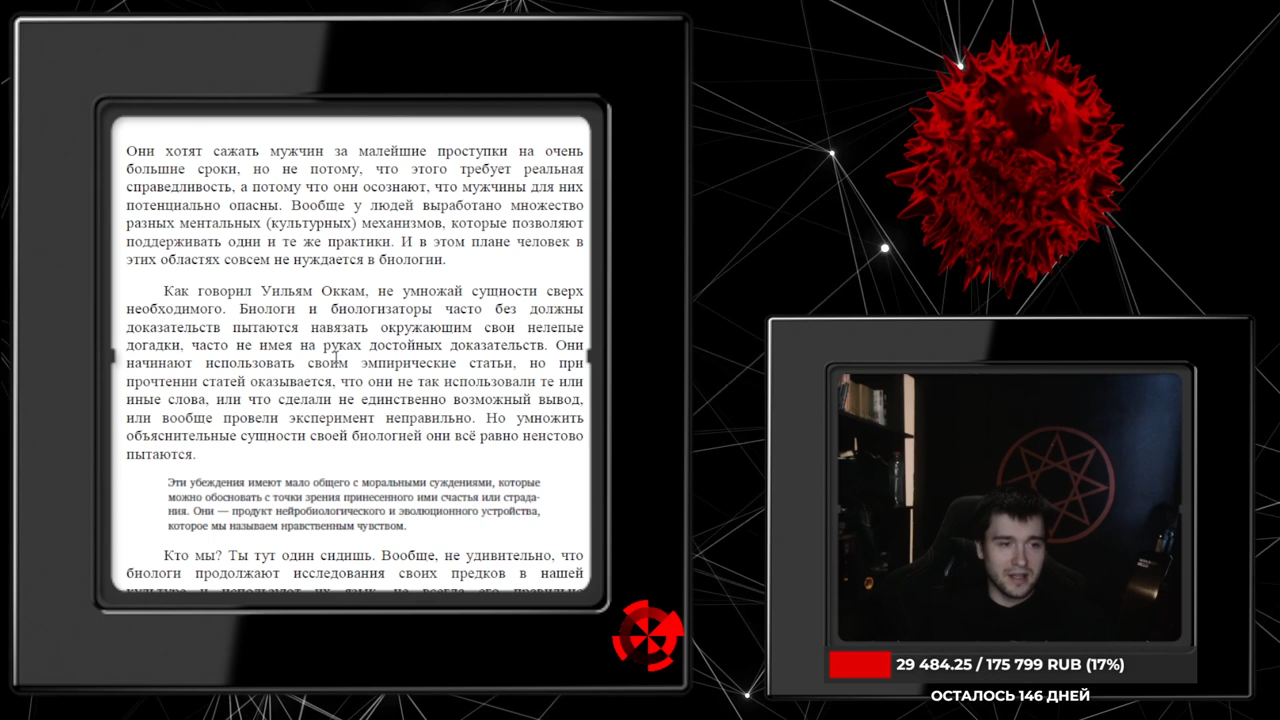 Они хотят сажать мужчин за малейшие проступки на очень
большие сроки, но не потому, что этого требует реальная
справедливость, а потому что они осознают, что мужчины для них
потенциально опасны. Вообще у людей выработано множество
разных ментальных (культурных) механизмов, которые позволяют
поддерживать одни и те же практики. И в этом плане человек в
этих областях совсем не нуждается в биологии.
Как говорил Уильям Оккам, не умножай сущности сверх
необходимого. Биологи и биологизаторы часто без должны
доказательств пытаются навязать окружающим свои нелепые
догадки, часто не имея на руках достойных доказательств. Они
начинают использовать своим эмпирические статьи, но при
прочтении статей оказывается, что они не так использовали те или
иные слова, или что сделали не единственно возможный вывод,
или вообще провели эксперимент неправильно. Но умножить
объяснительные сущности своей биологией они всё равно неистово
пытаются.
Эти убеждения имеют мало общего с моральными суждениями, которые
можно обосновать с точки зрения принесенного ими счастья или страда-
ния. Они — продукт нейробиологического и эволюционного устройства,
которое мы называем нравственным чувством.
Кто мы? Ты тут один сидишь. Вообще, не удивительно, что
биологи продолжают исследования своих предков в нашей
29 484.25 / 175 799 RUB (17%)
ОСТАЛОСЬ 146 ДНЕЙ